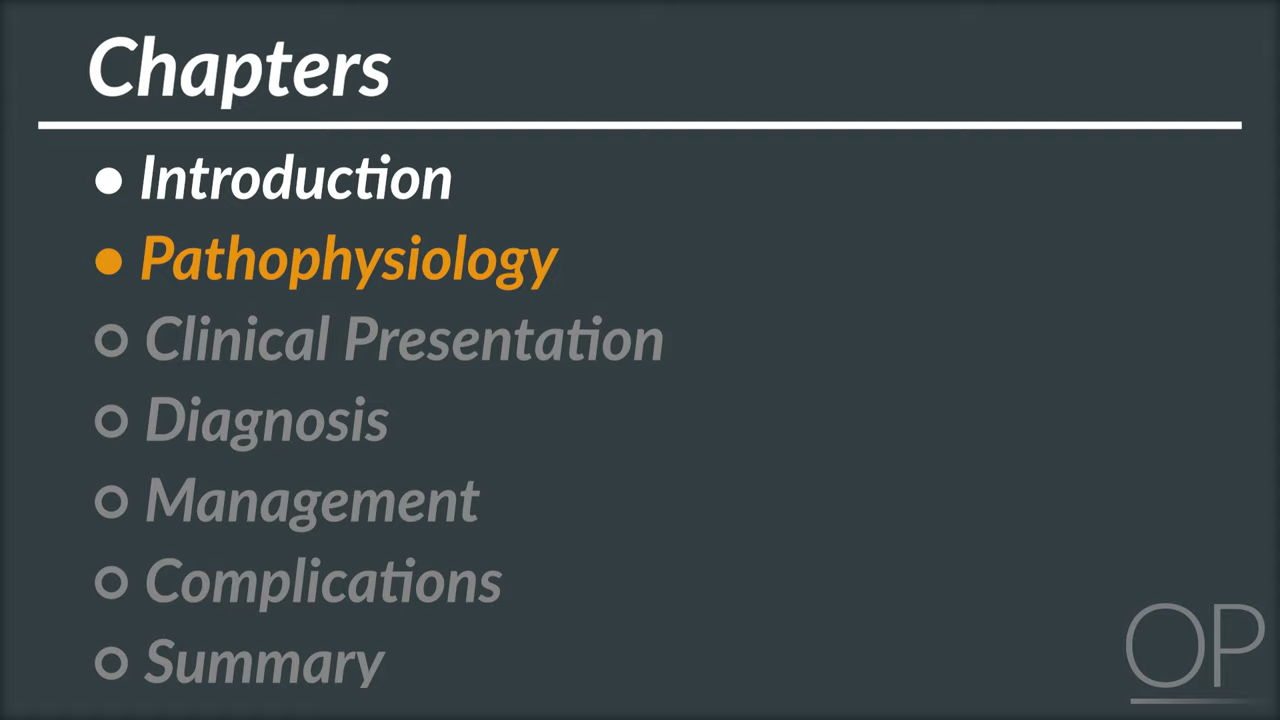 Chapters
● Introduction
● Pathophysiology
○ Clinical Presentation
○ Diagnosis
○ Management
○ Complications
○ Summary
OP